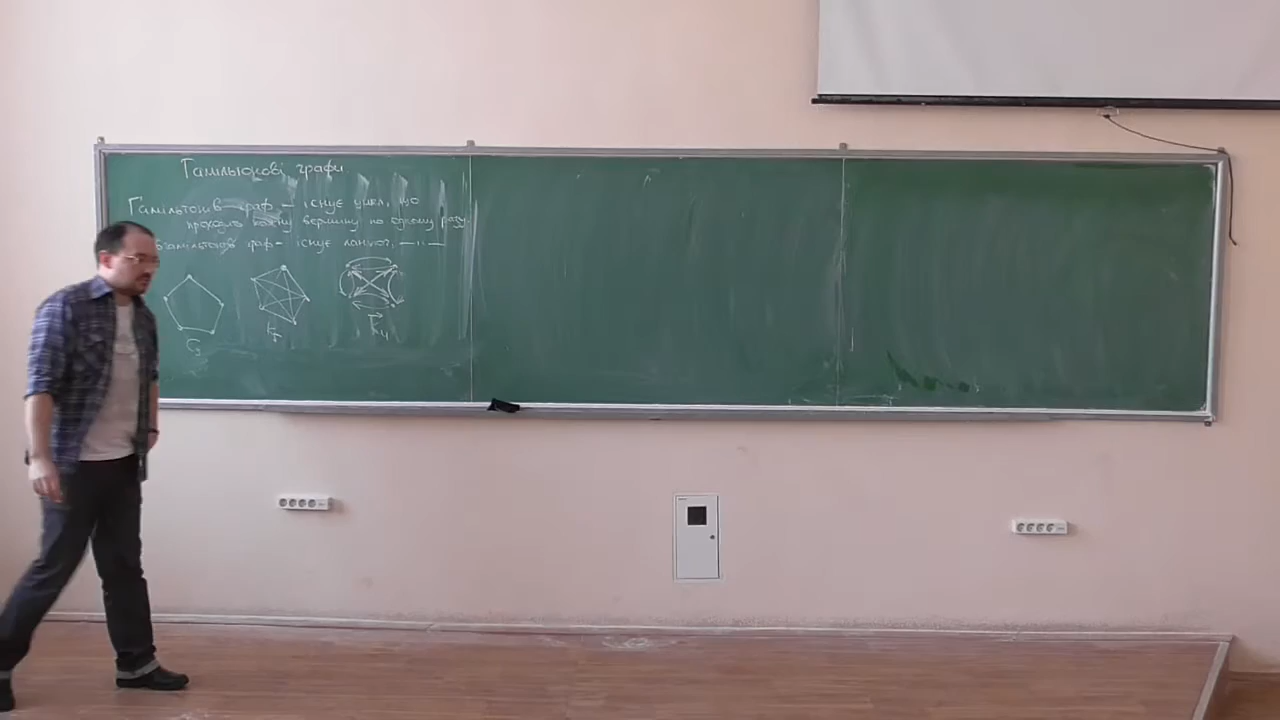 Гамільтонові графи
Гамільтонів граф – існує цикл, що
проходить кожну вершину по одному разу.
гамільтонів граф – існує ланцюг, —"—
C₅ K₅ K₄